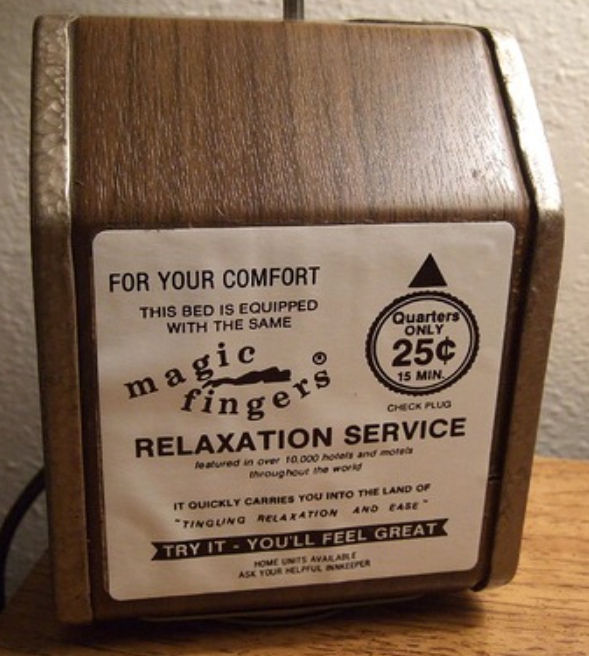 FOR YOUR COMFORT
THIS BED IS EQUIPPED
WITH THE SAME
magic
fingers®
Quarters
ONLY
25¢
15 MIN.
CHECK PLUG
RELAXATION SERVICE
featured in over 10,000 hotels and motels
throughout the world
IT QUICKLY CARRIES YOU INTO THE LAND OF
"TINGLING RELAXATION AND EASE"
TRY IT - YOU'LL FEEL GREAT
HOME UNITS AVAILABLE
ASK YOUR HELPFUL INNKEEPER